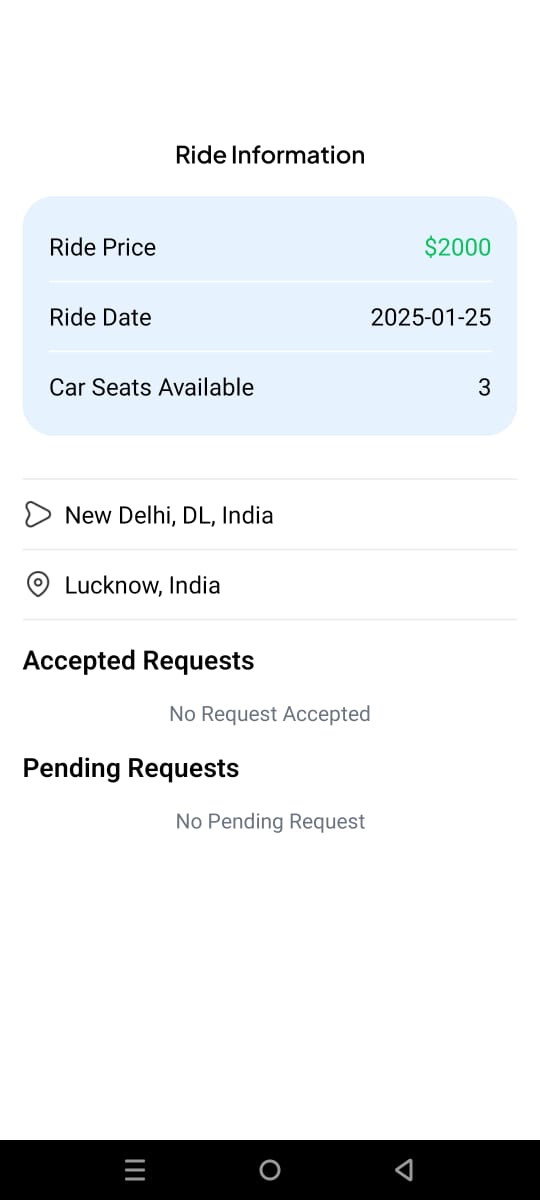 Ride Information
Ride Price $2000
Ride Date 2025-01-25
Car Seats Available 3
New Delhi, DL, India
Lucknow, India
Accepted Requests
No Request Accepted
Pending Requests
No Pending Request